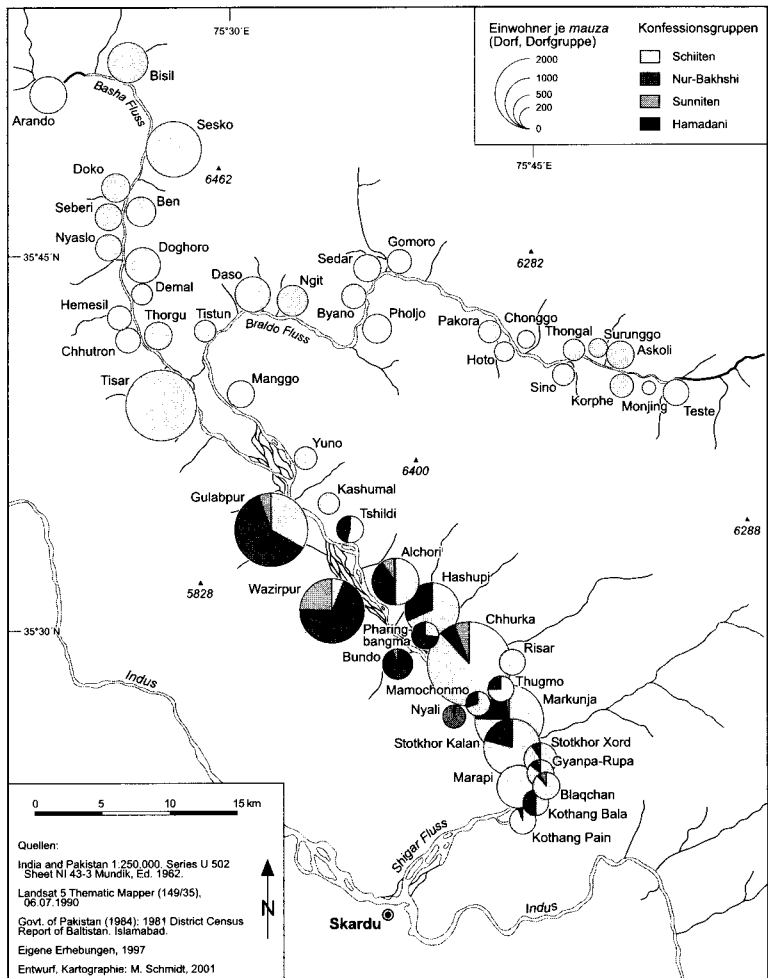 75°30´E
Einwohner je mauza
(Dorf, Dorfgruppe)
2000
1000
500
200
0
Konfessionsgruppen
Schiiten
Nur-Bakhshi
Sunniten
Hamadani
75°45´E
Bisil
Basha Fluss
Arando
Sesko
6462
Doko
Seberi
Ben
Nyaslo
35°45´N
Doghoro
Demal
Hemesil
Thorgu
Chhutron
Tistun
Tisar
Daso
Ngit
Braldo Fluss
Sedar
Gomoro
Byano
Pholjo
6282
Pakora
Chonggo
Hoto
Thongal
Surunggo
Askoli
Sino
Korphe
Monjing
Teste
Manggo
Yuno
6400
Kashumal
Gulabpur
Tshildi
6288
5828
Alchori
Hashupi
Wazirpur
Chhurka
35°30´N
Pharing-
bangma
Bundo
Risar
Mamochonmo
Thugmo
Nyali
Markunja
Indus
Stotkhor Kalan
Stotkhor Xord
Gyanpa-Rupa
Marapi
Blaqchan
Kothang Bala
Kothang Pain
Shigar Fluss
Indus
Skardu
0 5 10 15 km
N
Quellen:
India and Pakistan 1:250,000. Series U 502
Sheet NI 43-3 Mundik, Ed. 1962.
Landsat 5 Thematic Mapper (149/35),
06.07.1990
Govt. of Pakistan (1984): 1981 District Census
Report of Baltistan. Islamabad.
Eigene Erhebungen, 1997
Entwurf, Kartographie: M. Schmidt, 2001